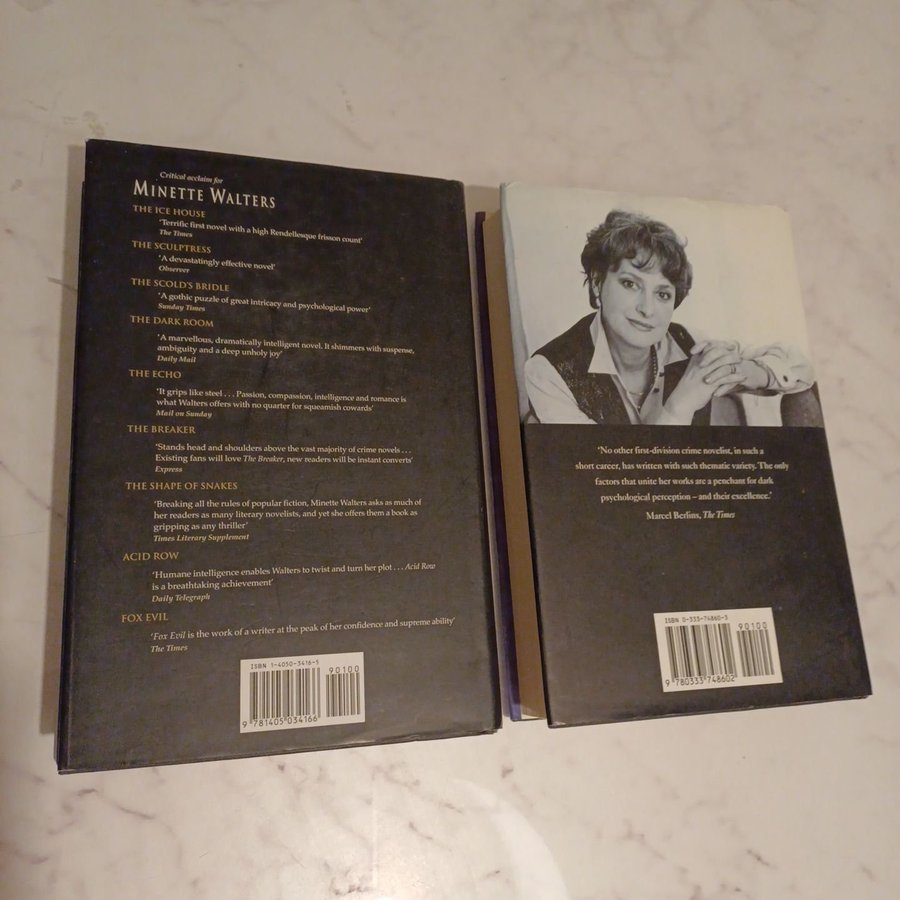 Critical acclaim for
MINETTE WALTERS
THE ICE HOUSE
'Terrific first novel with a high Rendellesque frisson count'
The Times
THE SCULPTRESS
'A devastatingly effective novel'
Observer
THE SCOLD'S BRIDLE
'A gothic puzzle of great intricacy and psychological power'
Sunday Times
THE DARK ROOM
'A marvellous, dramatically intelligent novel. It shimmers with suspense,
ambiguity and a deep unholy joy'
Daily Mail
THE ECHO
'It grips like steel . . . Passion, compassion, intelligence and romance is
what Walters offers with no quarter for squeamish cowards'
Mail on Sunday
THE BREAKER
'Stands head and shoulders above the vast majority of crime novels . . .
Existing fans will love The Breaker, new readers will be instant converts'
Express
THE SHAPE OF SNAKES
'Breaking all the rules of popular fiction, Minette Walters asks as much of
her readers as many literary novelists, and yet she offers them a book as
gripping as any thriller'
Times Literary Supplement
ACID ROW
'Humane intelligence enables Walters to twist and turn her plot . . . Acid Row
is a breathtaking achievement'
Daily Telegraph
FOX EVIL
'Fox Evil is the work of a writer at the peak of her confidence and supreme ability'
The Times
ISBN 1-4050-3416-5
90100
9 781405 034166
'No other first-division crime novelist, in such a
short career, has written with such thematic variety. The only
factors that unite her works are a penchant for dark
psychological perception – and their excellence.'
Marcel Berlins, The Times
ISBN 0-333-74860-3
90100
9 780333 748602